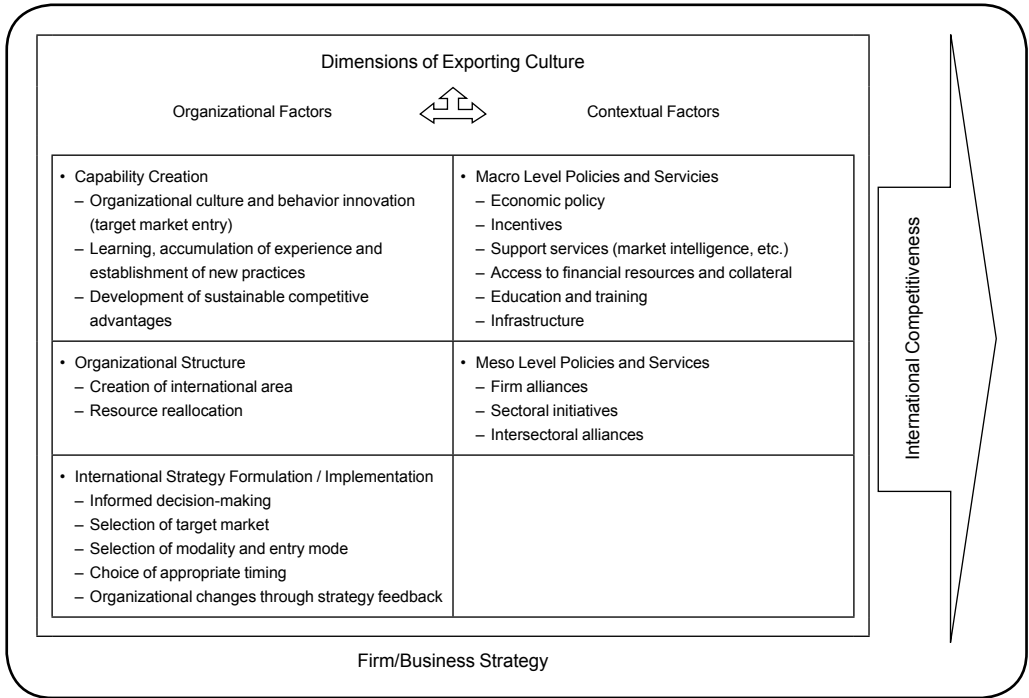 Dimensions of Exporting Culture
Organizational Factors
Contextual Factors
• Capability Creation
– Organizational culture and behavior innovation
(target market entry)
– Learning, accumulation of experience and
establishment of new practices
– Development of sustainable competitive
advantages
• Macro Level Policies and Servicies
– Economic policy
– Incentives
– Support services (market intelligence, etc.)
– Access to financial resources and collateral
– Education and training
– Infrastructure
• Organizational Structure
– Creation of international area
– Resource reallocation
• Meso Level Policies and Services
– Firm alliances
– Sectoral initiatives
– Intersectoral alliances
• International Strategy Formulation / Implementation
– Informed decision-making
– Selection of target market
– Selection of modality and entry mode
– Choice of appropriate timing
– Organizational changes through strategy feedback
International Competitiveness
Firm/Business Strategy